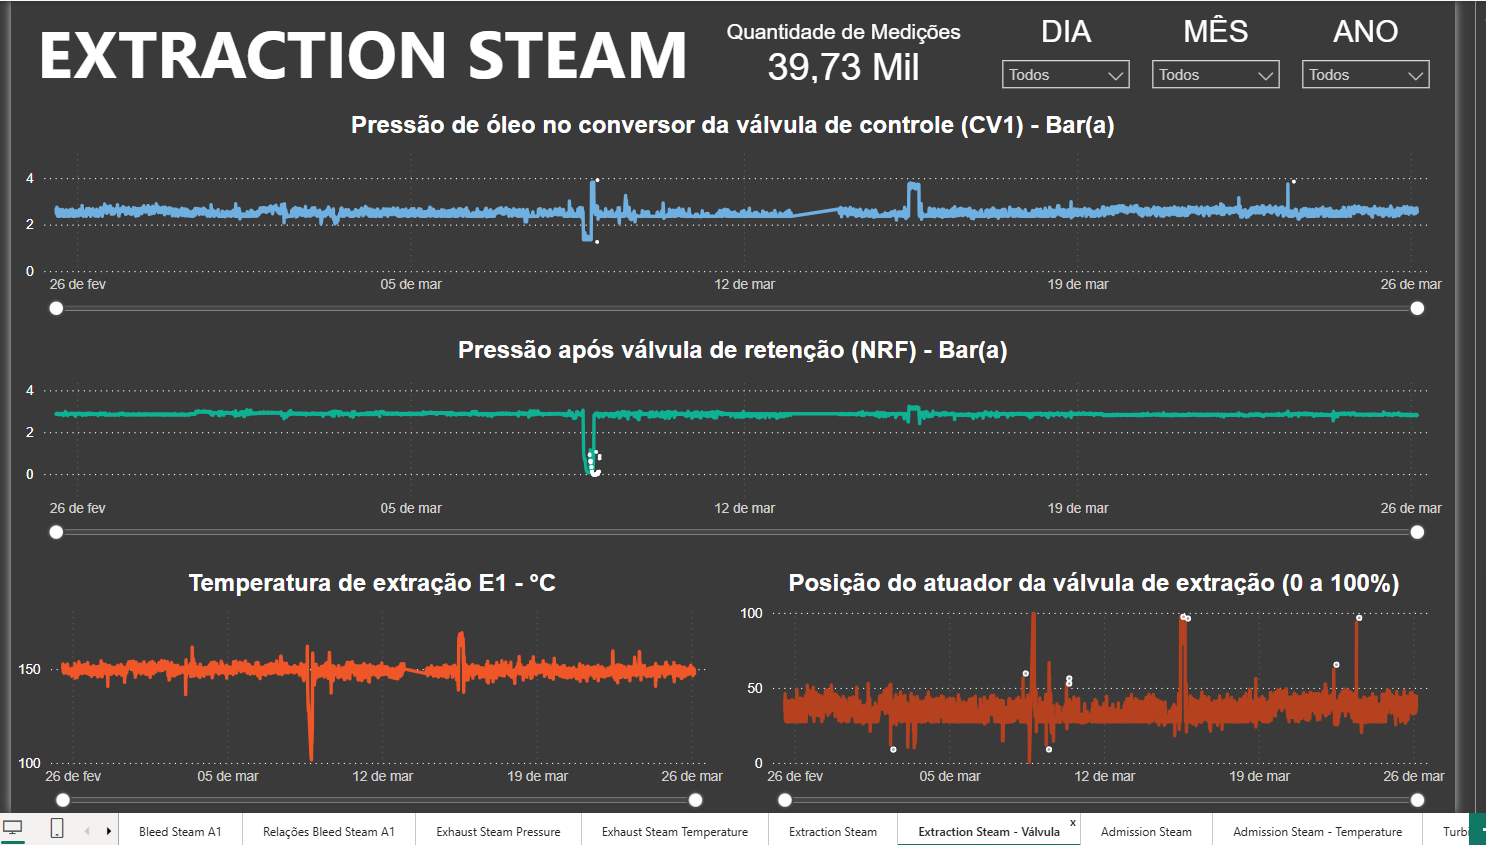 EXTRACTION STEAM
Quantidade de Medições
39,73 Mil
DIA
MÊS
ANO
Todos
Todos
Todos
Pressão de óleo no conversor da válvula de controle (CV1) - Bar(a)
4
2
0
26 de fev
05 de mar
12 de mar
19 de mar
26 de mar
Pressão após válvula de retenção (NRF) - Bar(a)
4
2
0
26 de fev
05 de mar
12 de mar
19 de mar
26 de mar
Temperatura de extração E1 - °C
150
100
26 de fev
05 de mar
12 de mar
19 de mar
26 de mar
Posição do atuador da válvula de extração (0 a 100%)
100
50
0
26 de fev
05 de mar
12 de mar
19 de mar
26 de mar
Bleed Steam A1
Relações Bleed Steam A1
Exhaust Steam Pressure
Exhaust Steam Temperature
Extraction Steam
Extraction Steam - Válvula
x
Admission Steam
Admission Steam - Temperature
Turbi